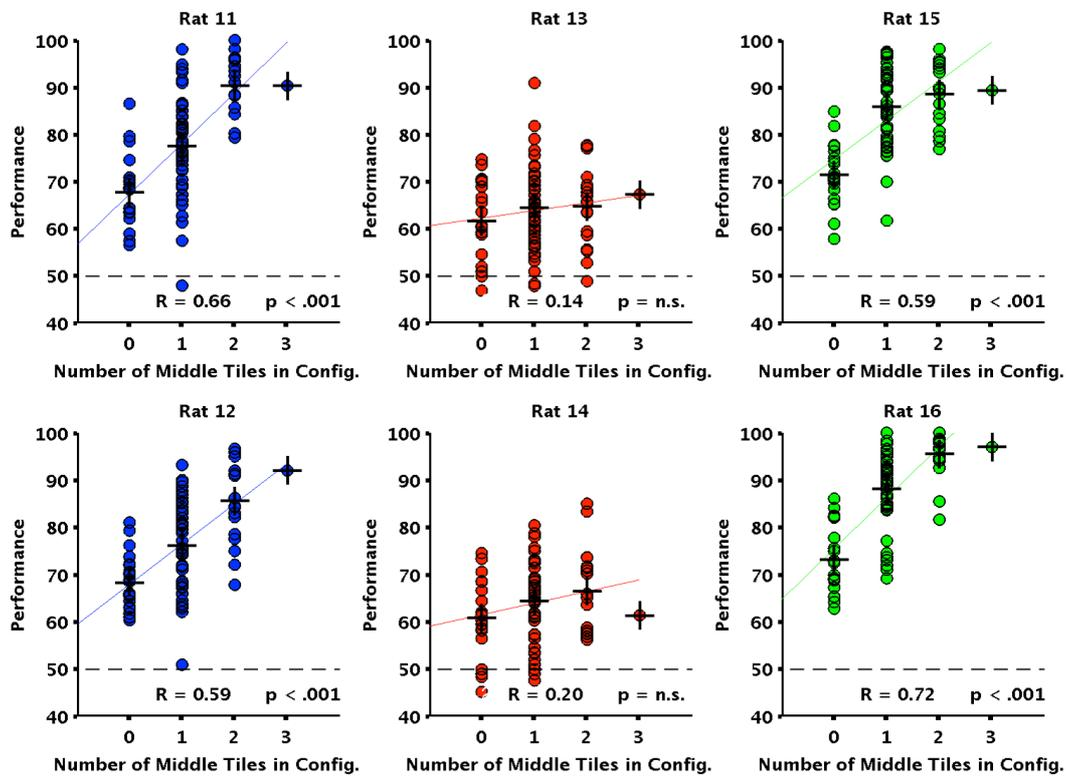 Rat 11
Rat 13
Rat 15
100
90
80
70
60
50
40
Performance
R = 0.66 p < .001
0 1 2 3
Number of Middle Tiles in Config.
100
90
80
70
60
50
40
Performance
R = 0.14 p = n.s.
0 1 2 3
Number of Middle Tiles in Config.
100
90
80
70
60
50
40
Performance
R = 0.59 p < .001
0 1 2 3
Number of Middle Tiles in Config.
Rat 12
Rat 14
Rat 16
100
90
80
70
60
50
40
Performance
R = 0.59 p < .001
0 1 2 3
Number of Middle Tiles in Config.
100
90
80
70
60
50
40
Performance
R = 0.20 p = n.s.
0 1 2 3
Number of Middle Tiles in Config.
100
90
80
70
60
50
40
Performance
R = 0.72 p < .001
0 1 2 3
Number of Middle Tiles in Config.